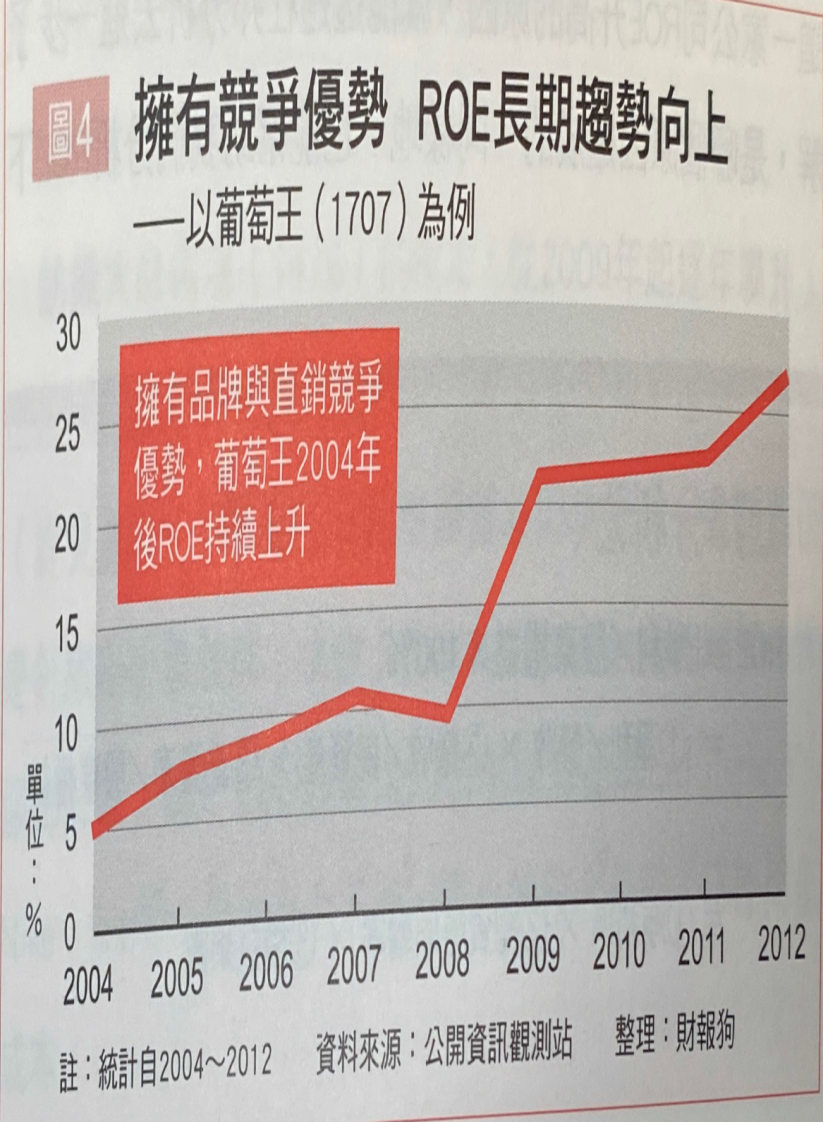 圖4 擁有競爭優勢 ROE長期趨勢向上
——以葡萄王（1707）為例
擁有品牌與直銷競爭
優勢，葡萄王2004年
後ROE持續上升
30
25
20
15
10
5
0
單位：%
2004 2005 2006 2007 2008 2009 2010 2011 2012
註：統計自2004～2012 資料來源：公開資訊觀測站 整理：財報狗